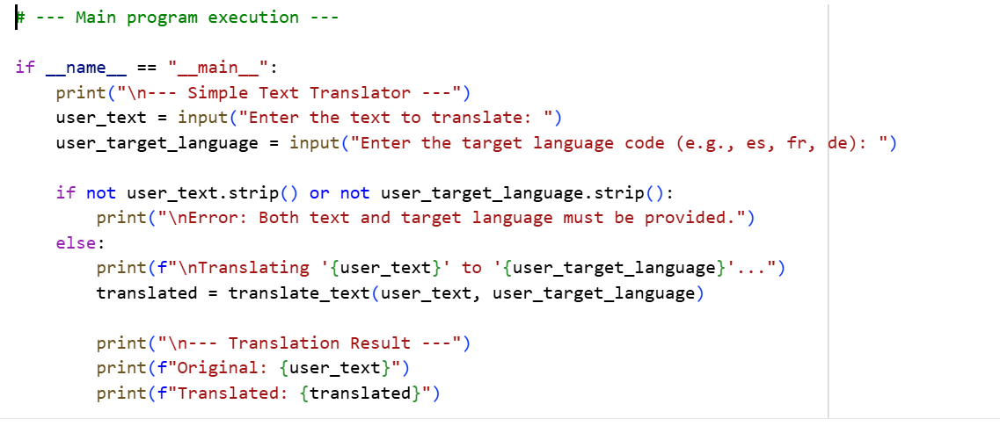 # --- Main program execution ---
if __name__ == "__main__":
    print("\n--- Simple Text Translator ---")
    user_text = input("Enter the text to translate: ")
    user_target_language = input("Enter the target language code (e.g., es, fr, de): ")
    if not user_text.strip() or not user_target_language.strip():
        print("\nError: Both text and target language must be provided.")
    else:
        print(f"\nTranslating '{user_text}' to '{user_target_language}'...")
        translated = translate_text(user_text, user_target_language)
        print("\n--- Translation Result ---")
        print(f"Original: {user_text}")
        print(f"Translated: {translated}")